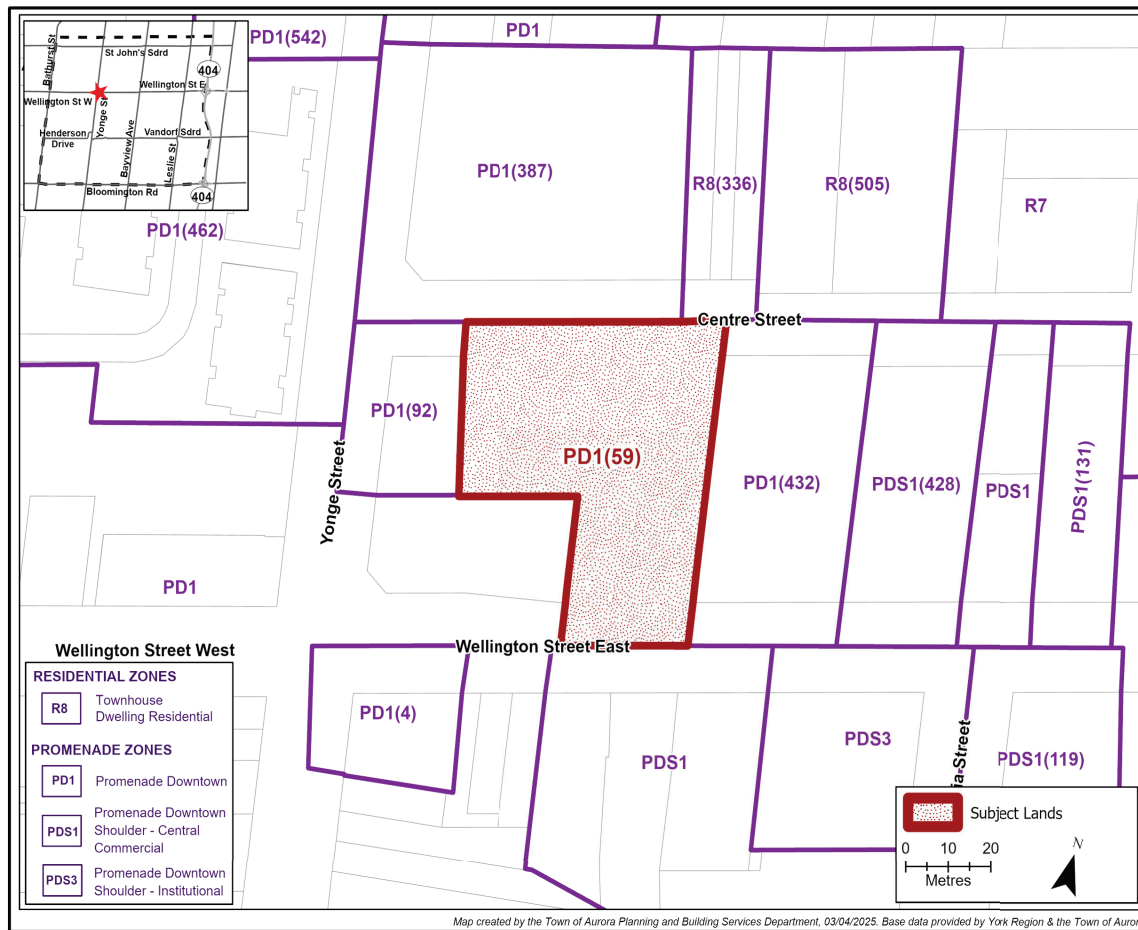 PD1(542)
PD1
Bathurst St
St John's Sdrd
404
Wellington St E
Wellington St W
Yonge St
Henderson
Drive
Vandorf Sdrd
Bayview Ave
Leslie St
Bloomington Rd
404
PD1(462)
PD1(387)
R8(336)
R8(505)
R7
Centre Street
PD1(92)
PD1(59)
PD1(432)
PDS1(428)
PDS1
PDS1(131)
Yonge Street
PD1
Wellington Street West
Wellington Street East
PD1(4)
PDS1
PDS3
ia Street
PDS1(119)
RESIDENTIAL ZONES
R8
Townhouse
Dwelling Residential
PROMENADE ZONES
PD1
Promenade Downtown
PDS1
Promenade Downtown
Shoulder - Central
Commercial
PDS3
Promenade Downtown
Shoulder - Institutional
Subject Lands
0 10 20
Metres
N
Map created by the Town of Aurora Planning and Building Services Department, 03/04/2025. Base data provided by York Region & the Town of Auror